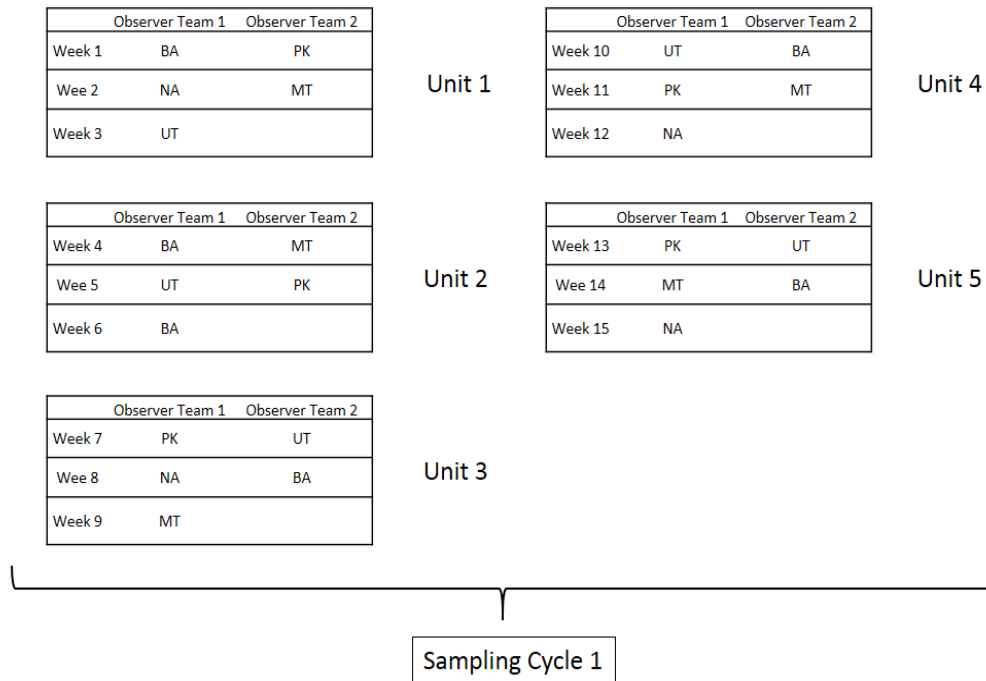 Observer Team 1 Observer Team 2
Week 1 BA PK
Wee 2 NA MT
Week 3 UT
Unit 1
Observer Team 1 Observer Team 2
Week 4 BA MT
Wee 5 UT PK
Week 6 BA
Unit 2
Observer Team 1 Observer Team 2
Week 7 PK UT
Wee 8 NA BA
Week 9 MT
Unit 3
Observer Team 1 Observer Team 2
Week 10 UT BA
Week 11 PK MT
Week 12 NA
Unit 4
Observer Team 1 Observer Team 2
Week 13 PK UT
Wee 14 MT BA
Week 15 NA
Unit 5
Sampling Cycle 1